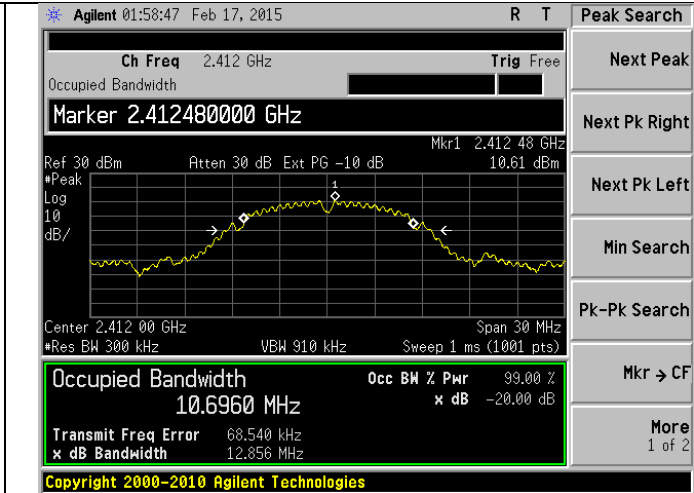 Agilent 01:58:47 Feb 17, 2015 R T Peak Search
Ch Freq 2.412 GHz Trig Free
Occupied Bandwidth
Marker 2.412480000 GHz
Mkr1 2.412 48 GHz
Ref 30 dBm Atten 30 dB Ext PG -10 dB 10.61 dBm
#Peak
Log
10
dB/
1
Center 2.412 00 GHz Span 30 MHz
#Res BW 300 kHz VBW 910 kHz Sweep 1 ms (1001 pts)
Occupied Bandwidth Occ BW % Pwr 99.00 %
10.6960 MHz x dB -20.00 dB
Transmit Freq Error 68.540 kHz
x dB Bandwidth 12.856 MHz
Copyright 2000-2010 Agilent Technologies
Next Peak
Next Pk Right
Next Pk Left
Min Search
Pk-Pk Search
Mkr → CF
More
1 of 2